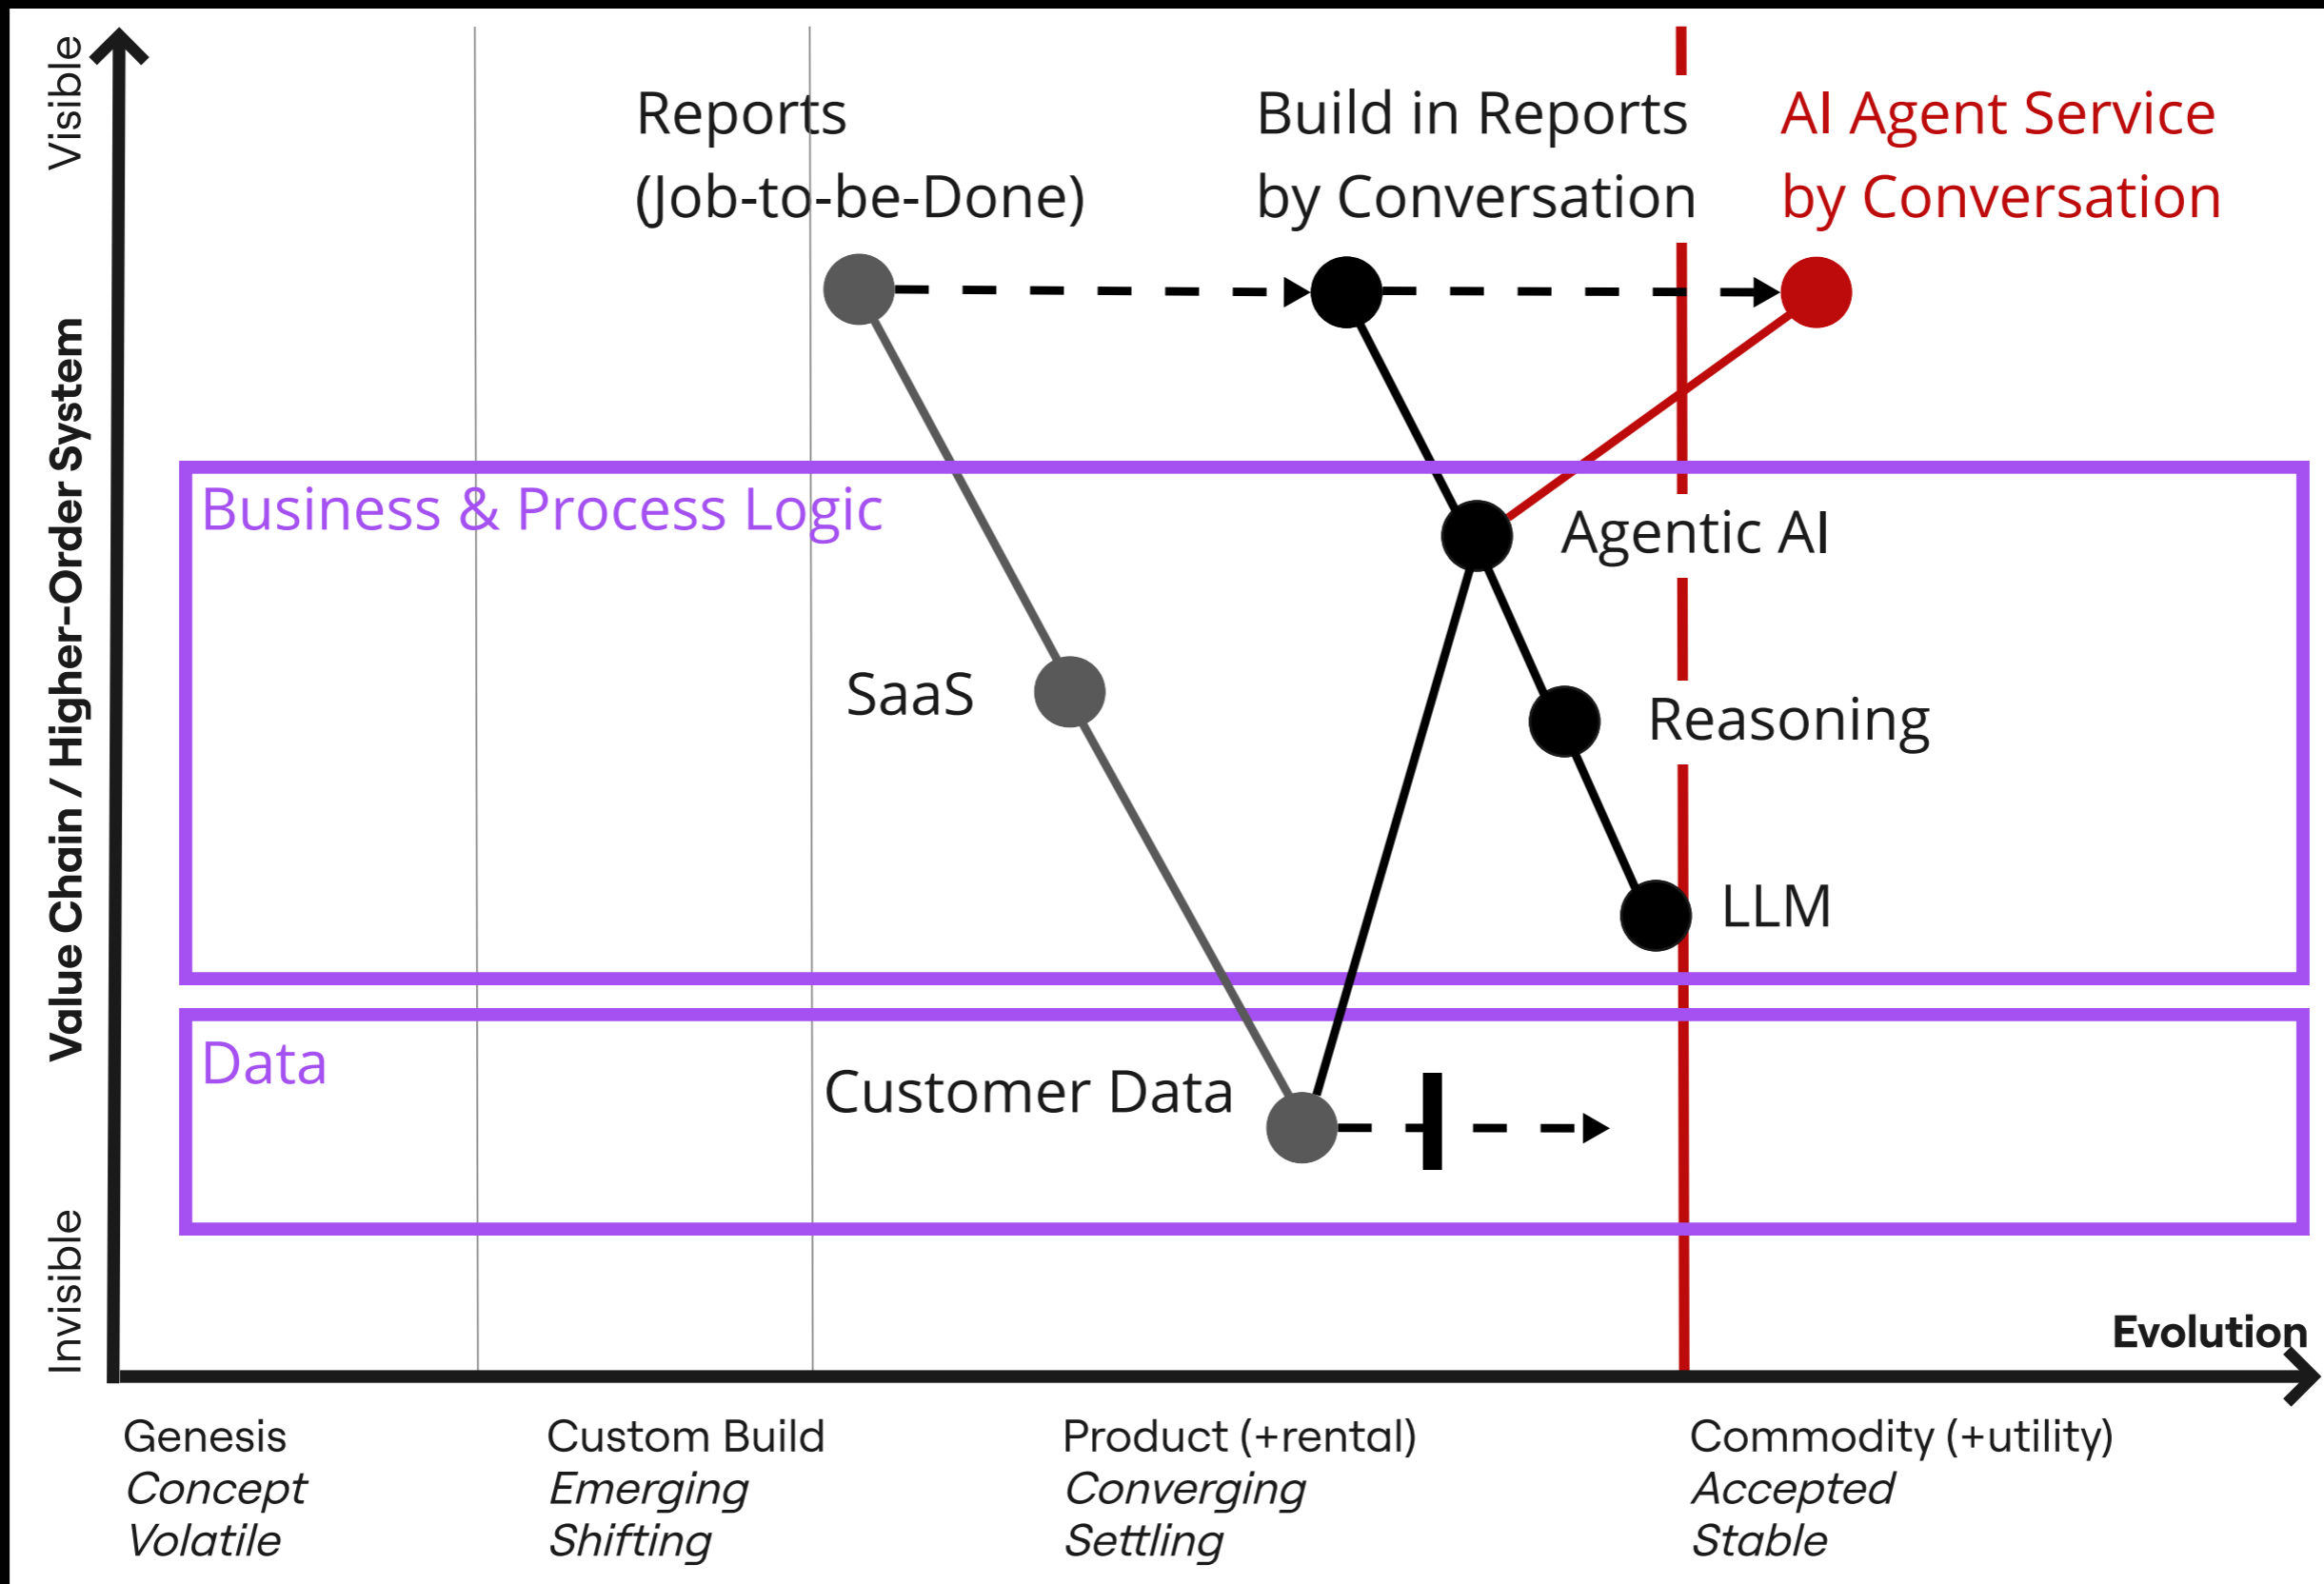 Visible
Value Chain / Higher-Order System
Invisible
Reports
(Job-to-be-Done)
Build in Reports
by Conversation
AI Agent Service
by Conversation
Business & Process Logic
Agentic AI
SaaS
Reasoning
LLM
Data
Customer Data
Evolution
Genesis
Concept
Volatile
Custom Build
Emerging
Shifting
Product (+rental)
Converging
Settling
Commodity (+utility)
Accepted
Stable